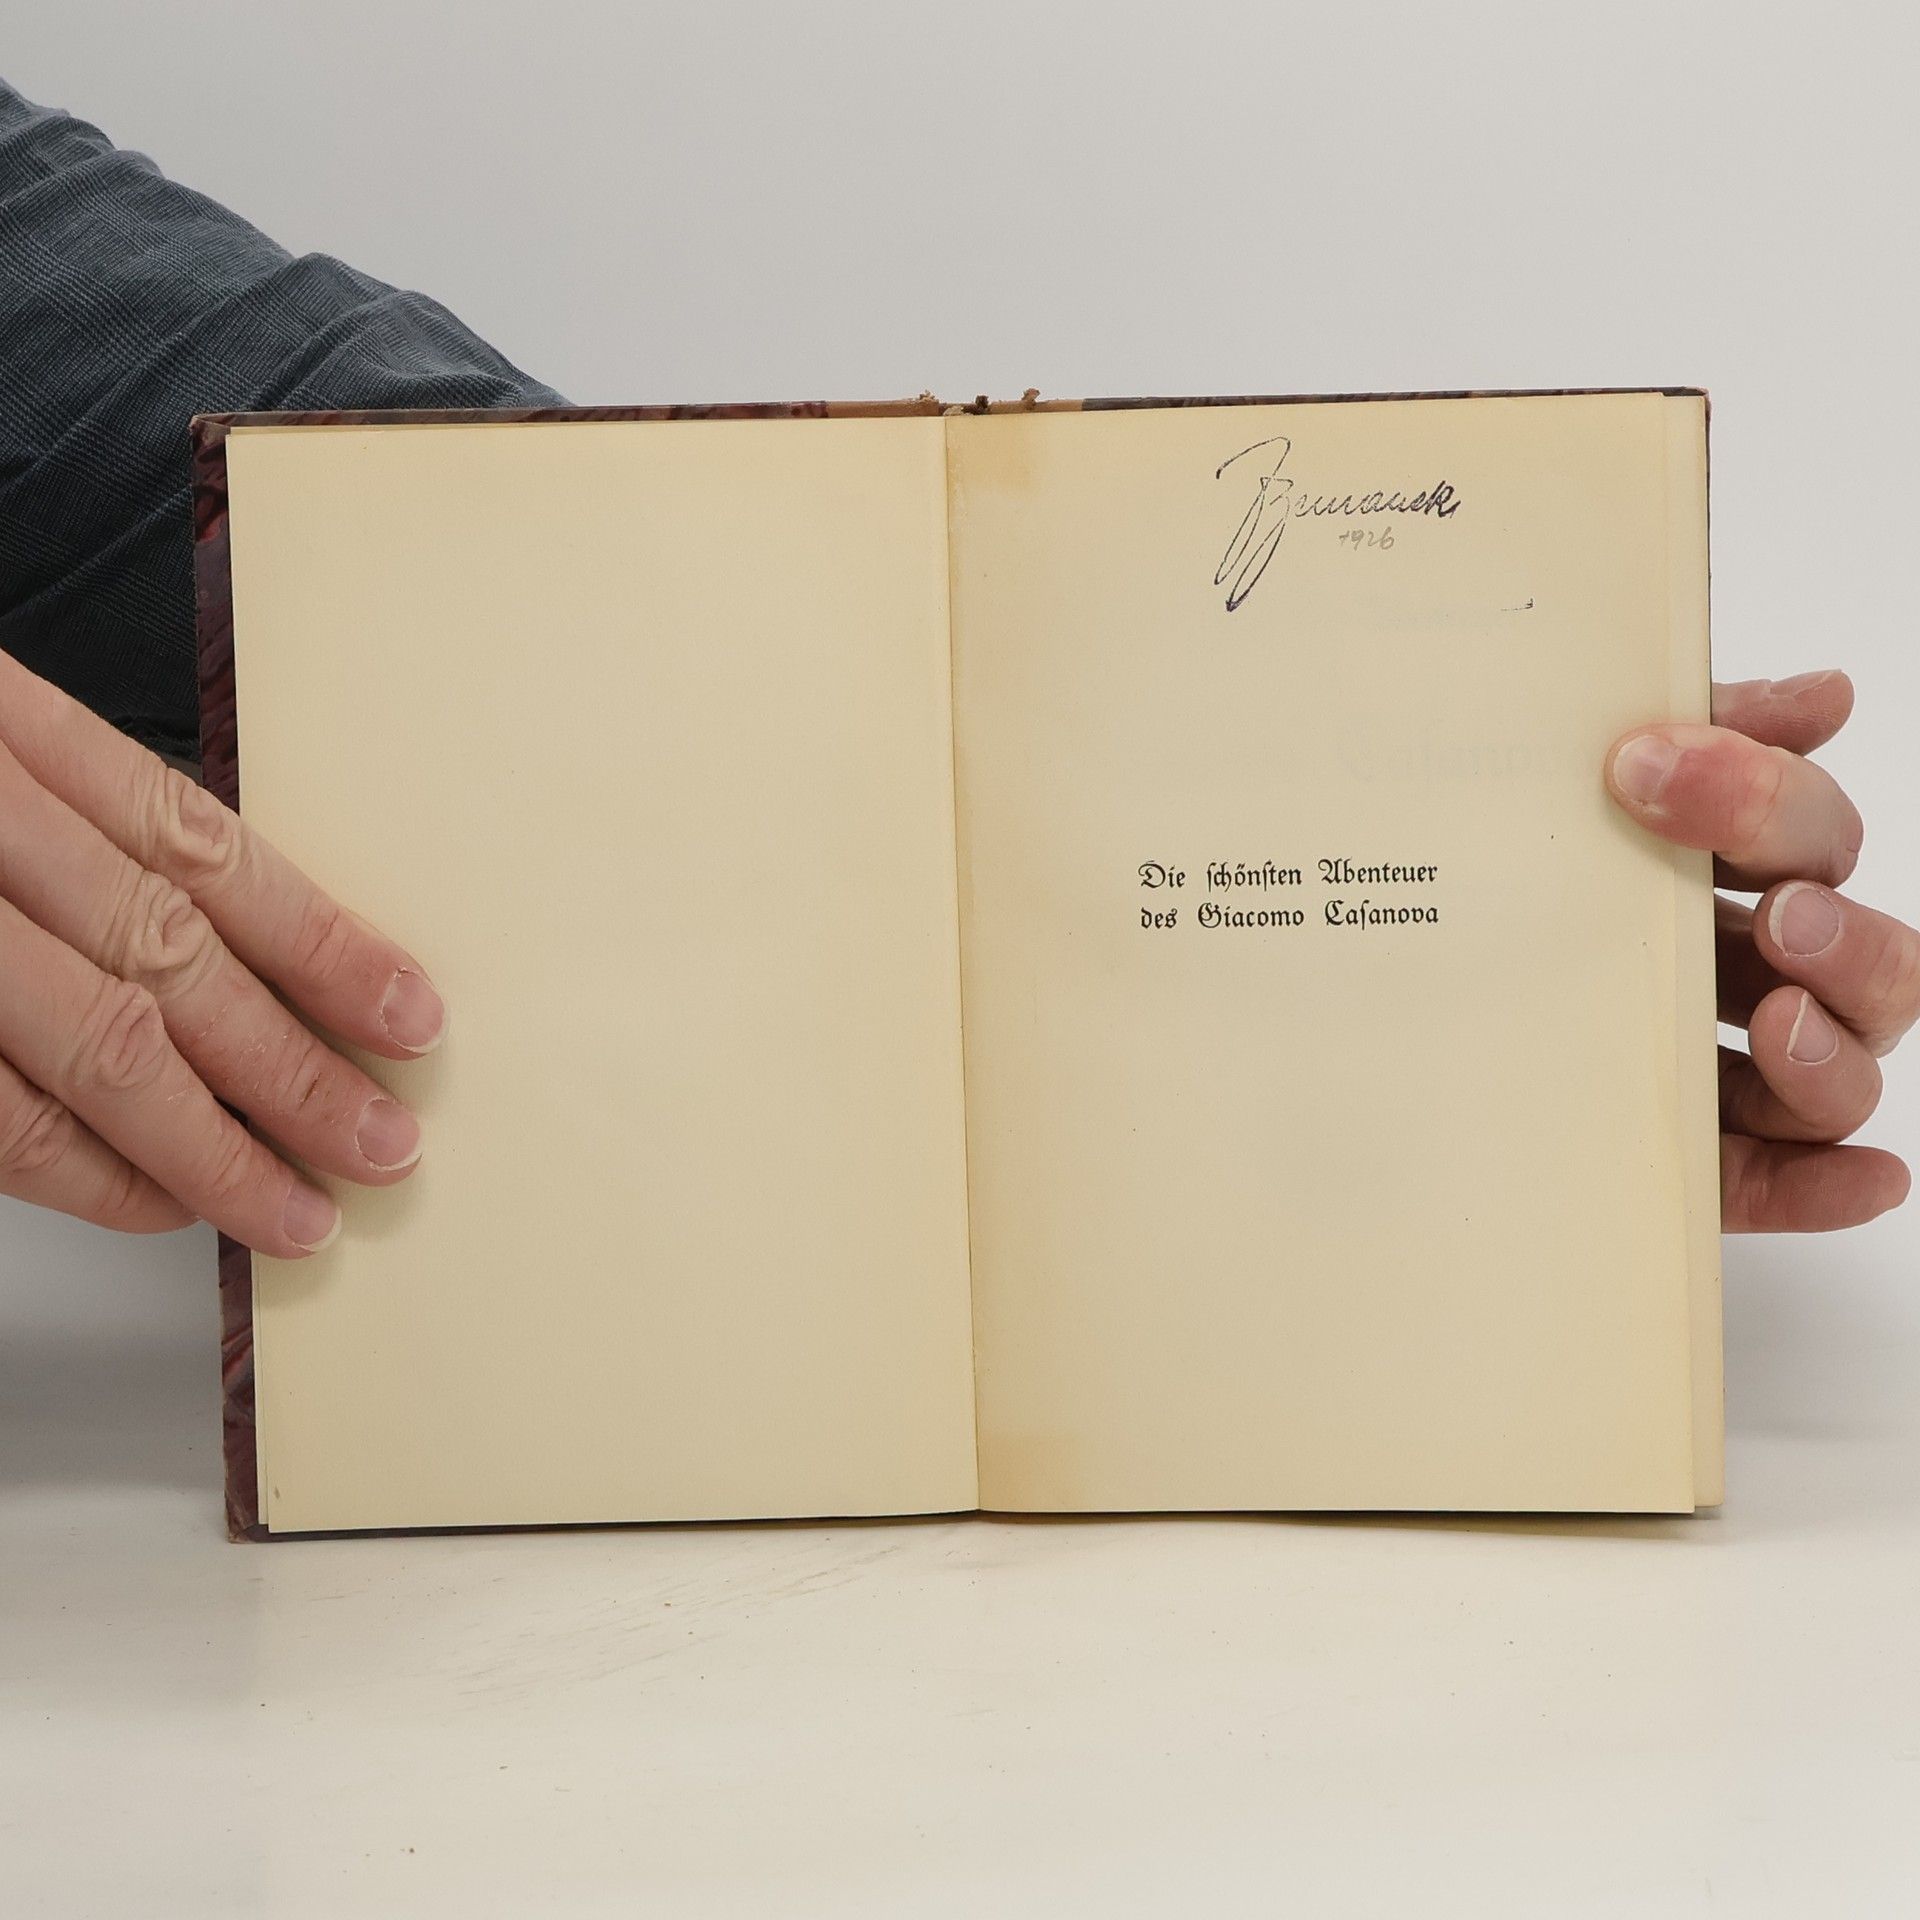 1926
Die schönsten Abenteuer
des Giacomo Casanova